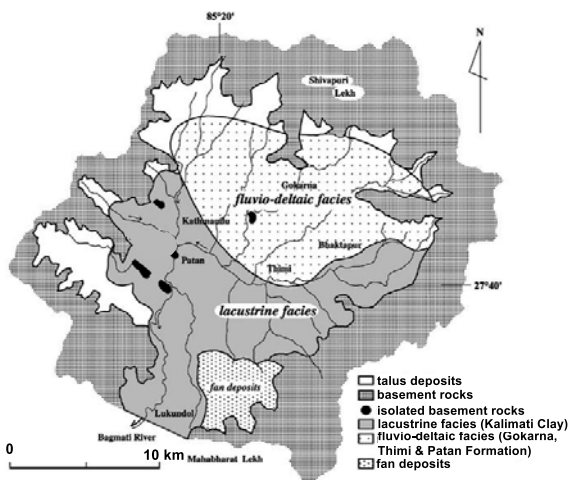 85°20'
N
Shivapuri
Lekh
Gokarna
fluvio-deltaic facies
Kathmandu
Bhaktapur
Patan
Thimi
27°40'
lacustrine facies
fan deposits
Lukundol
Bagmati River
Mahabharat Lekh
0 10 km
talus deposits
basement rocks
isolated basement rocks
lacustrine facies (Kalimati Clay)
fluvio-deltaic facies (Gokarna,
Thimi & Patan Formation)
fan deposits